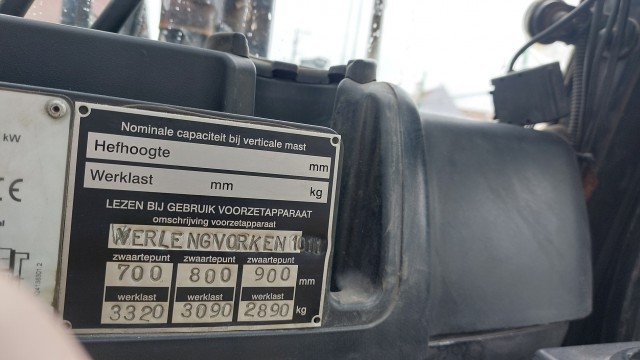 kW
CE
Nominale capaciteit bij verticale mast
Hefhoogte mm
Werklast mm kg
LEZEN BIJ GEBRUIK VOORZETAPPARAAT
omschrijving voorzetapparaat
VERLENGVORKEN
zwaartepunt zwaartepunt zwaartepunt
700 800 900 mm
werklast werklast werklast
3320 3090 2890 kg